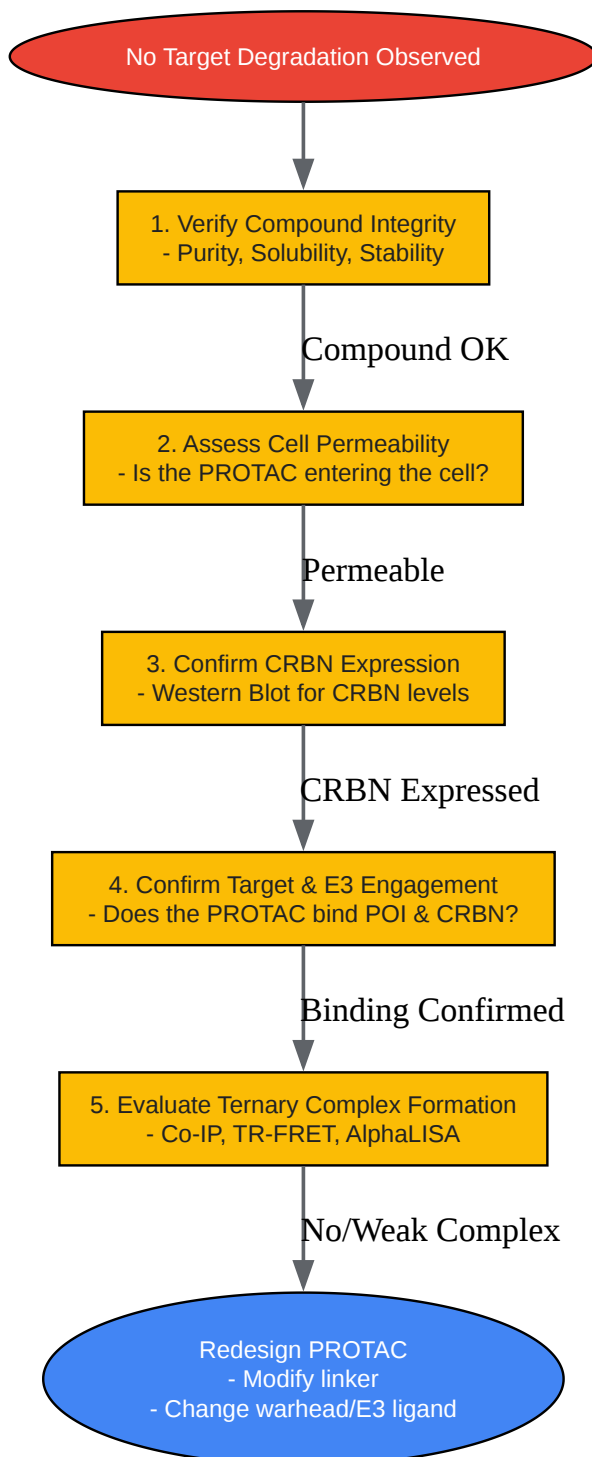 No Target Degradation Observed
1. Verify Compound Integrity
- Purity, Solubility, Stability
Compound OK
2. Assess Cell Permeability
- Is the PROTAC entering the cell?
Permeable
3. Confirm CRBN Expression
- Western Blot for CRBN levels
CRBN Expressed
4. Confirm Target & E3 Engagement
- Does the PROTAC bind POI & CRBN?
Binding Confirmed
5. Evaluate Ternary Complex Formation
- Co-IP, TR-FRET, AlphaLISA
No/Weak Complex
Redesign PROTAC
- Modify linker
- Change warhead/E3 ligand